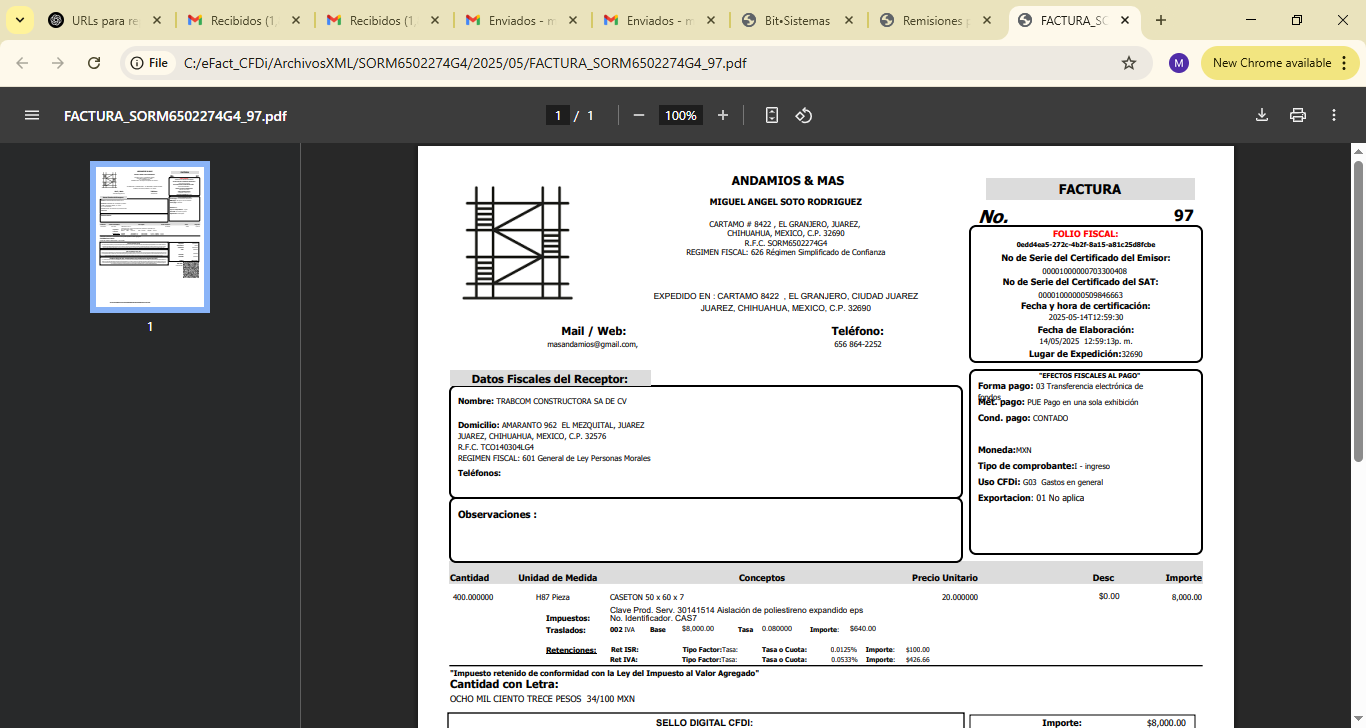 URLs para re
Recibidos (1,
Recibidos (1,
Enviados - m
Enviados - m
Bit•Sistemas
Remisiones p
FACTURA_SO
File
C:/eFact_CFDi/ArchivosXML/SORM6502274G4/2025/05/FACTURA_SORM6502274G4_97.pdf
M
New Chrome available
FACTURA_SORM6502274G4_97.pdf
1 / 1
100%
1
ANDAMIOS & MAS
MIGUEL ANGEL SOTO RODRIGUEZ
CARTAMO # 8422 , EL GRANJERO, JUAREZ,
CHIHUAHUA, MEXICO, C.P. 32690
R.F.C. SORM6502274G4
REGIMEN FISCAL: 626 Régimen Simplificado de Confianza
EXPEDIDO EN : CARTAMO 8422 , EL GRANJERO, CIUDAD JUAREZ
JUAREZ, CHIHUAHUA, MEXICO, C.P. 32690
Mail / Web:
masandamios@gmail.com,
Teléfono:
656 864-2252
FACTURA
No. 97
FOLIO FISCAL:
0edd4ea5-272c-4b2f-8a15-a81c25d8fcbe
No de Serie del Certificado del Emisor:
00001000000703300408
No de Serie del Certificado del SAT:
00001000000509846663
Fecha y hora de certificación:
2025-05-14T12:59:30
Fecha de Elaboración:
14/05/2025 12:59:13p. m.
Lugar de Expedición:32690
Datos Fiscales del Receptor:
Nombre: TRABCOM CONSTRUCTORA SA DE CV
Domicilio: AMARANTO 962 EL MEZQUITAL, JUAREZ
JUAREZ, CHIHUAHUA, MEXICO, C.P. 32576
R.F.C. TCO140304LG4
REGIMEN FISCAL: 601 General de Ley Personas Morales
Teléfonos:
Observaciones :
"EFECTOS FISCALES AL PAGO"
Forma pago: 03 Transferencia electrónica de
fondos
Met. pago: PUE Pago en una sola exhibición
Cond. pago: CONTADO
Moneda:MXN
Tipo de comprobante:I - ingreso
Uso CFDi: G03 Gastos en general
Exportacion: 01 No aplica
Cantidad Unidad de Medida Conceptos Precio Unitario Desc Importe
400.000000 H87 Pieza CASETON 50 x 60 x 7 20.000000 $0.00 8,000.00
Clave Prod. Serv. 30141514 Aislación de poliestireno expandido eps
Impuestos: No. Identificador. CAS7
Traslados: 002 IVA Base $8,000.00 Tasa 0.080000 Importe: $640.00
Retenciones: Ret ISR: Tipo Factor:Tasa: Tasa o Cuota: 0.0125% Importe: $100.00
Ret IVA: Tipo Factor:Tasa: Tasa o Cuota: 0.0533% Importe: $426.66
"Impuesto retenido de conformidad con la Ley del Impuesto al Valor Agregado"
Cantidad con Letra:
OCHO MIL CIENTO TRECE PESOS 34/100 MXN
SELLO DIGITAL CFDI:
Importe: $8,000.00